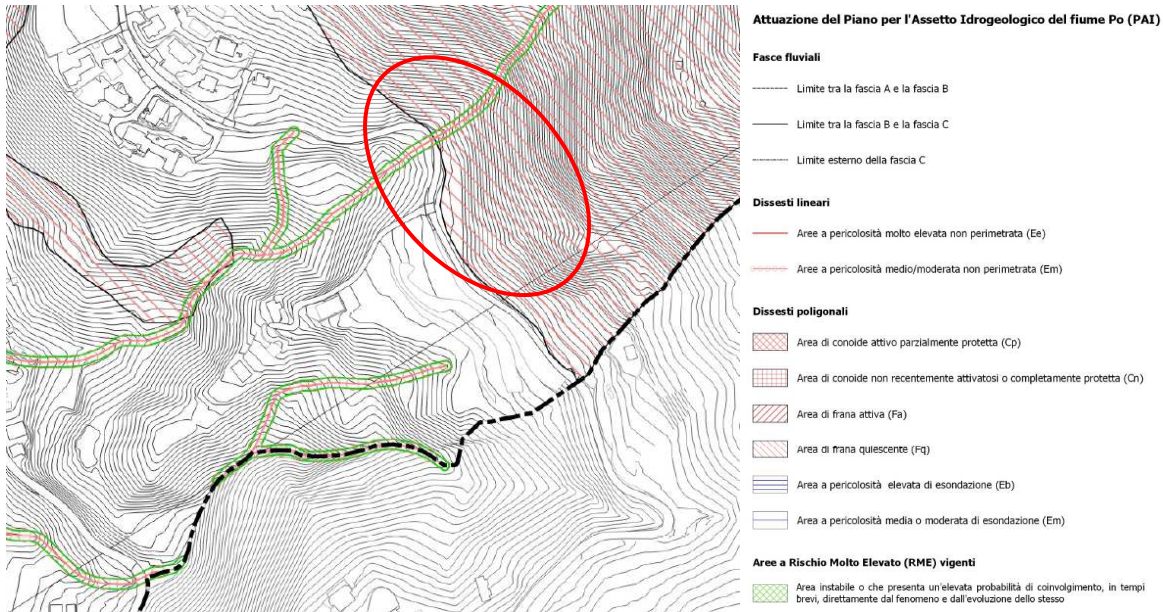 Attuazione del Piano per l'Assetto Idrogeologico del fiume Po (PAI)
Fasce fluviali
Limite tra la fascia A e la fascia B
Limite tra la fascia B e la fascia C
Limite esterno della fascia C
Dissesti lineari
Aree a pericolosità molto elevata non perimetrata (Ee)
Aree a pericolosità medio/moderata non perimetrata (Em)
Dissesti poligonali
Area di conoide attivo parzialmente protetta (Cp)
Area di conoide non recentemente attivatosi o completamente protetta (Cn)
Area di frana attiva (Fa)
Area di frana quiescente (Fq)
Area a pericolosità elevata di esondazione (Eb)
Area a pericolosità media o moderata di esondazione (Em)
Aree a Rischio Molto Elevato (RME) vigenti
Area instabile o che presenta un'elevata probabilità di coinvolgimento, in tempi
brevi, direttamente dal fenomeno e dall'evoluzione dello stesso